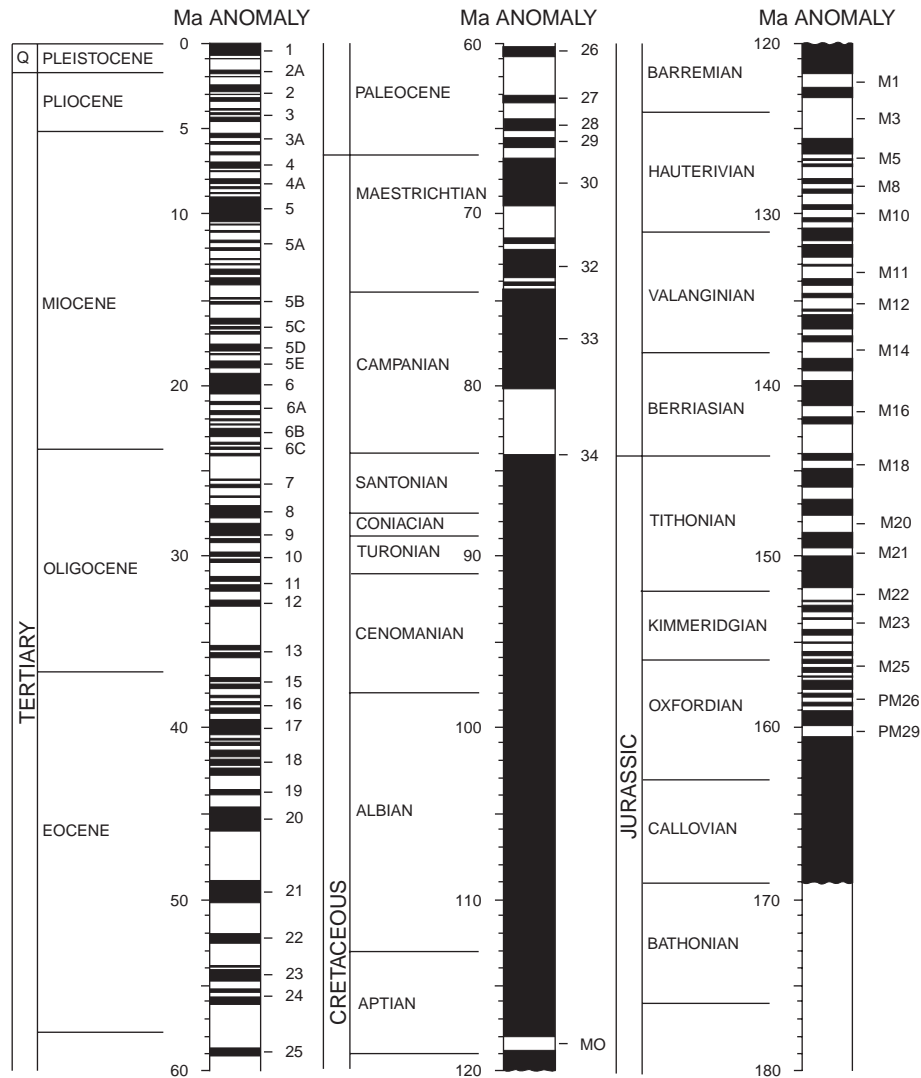 Ma ANOMALY
0
5
10
20
30
40
50
60
Q
TERTIARY
PLEISTOCENE
PLIOCENE
MIOCENE
OLIGOCENE
EOCENE
1
2A
2
3
3A
4
4A
5
5A
5B
5C
5D
5E
6
6A
6B
6C
7
8
9
10
11
12
13
15
16
17
18
19
20
21
22
23
24
25
Ma ANOMALY
60
70
80
90
100
110
120
CRETACEOUS
PALEOCENE
MAESTRICHTIAN
CAMPANIAN
SANTONIAN
CONIACIAN
TURONIAN
CENOMANIAN
ALBIAN
APTIAN
26
27
28
29
30
32
33
34
MO
Ma ANOMALY
120
130
140
150
160
170
180
JURASSIC
BARREMIAN
HAUTERIVIAN
VALANGINIAN
BERRIASIAN
TITHONIAN
KIMMERIDGIAN
OXFORDIAN
CALLOVIAN
BATHONIAN
M1
M3
M5
M8
M10
M11
M12
M14
M16
M18
M20
M21
M22
M23
M25
PM26
PM29